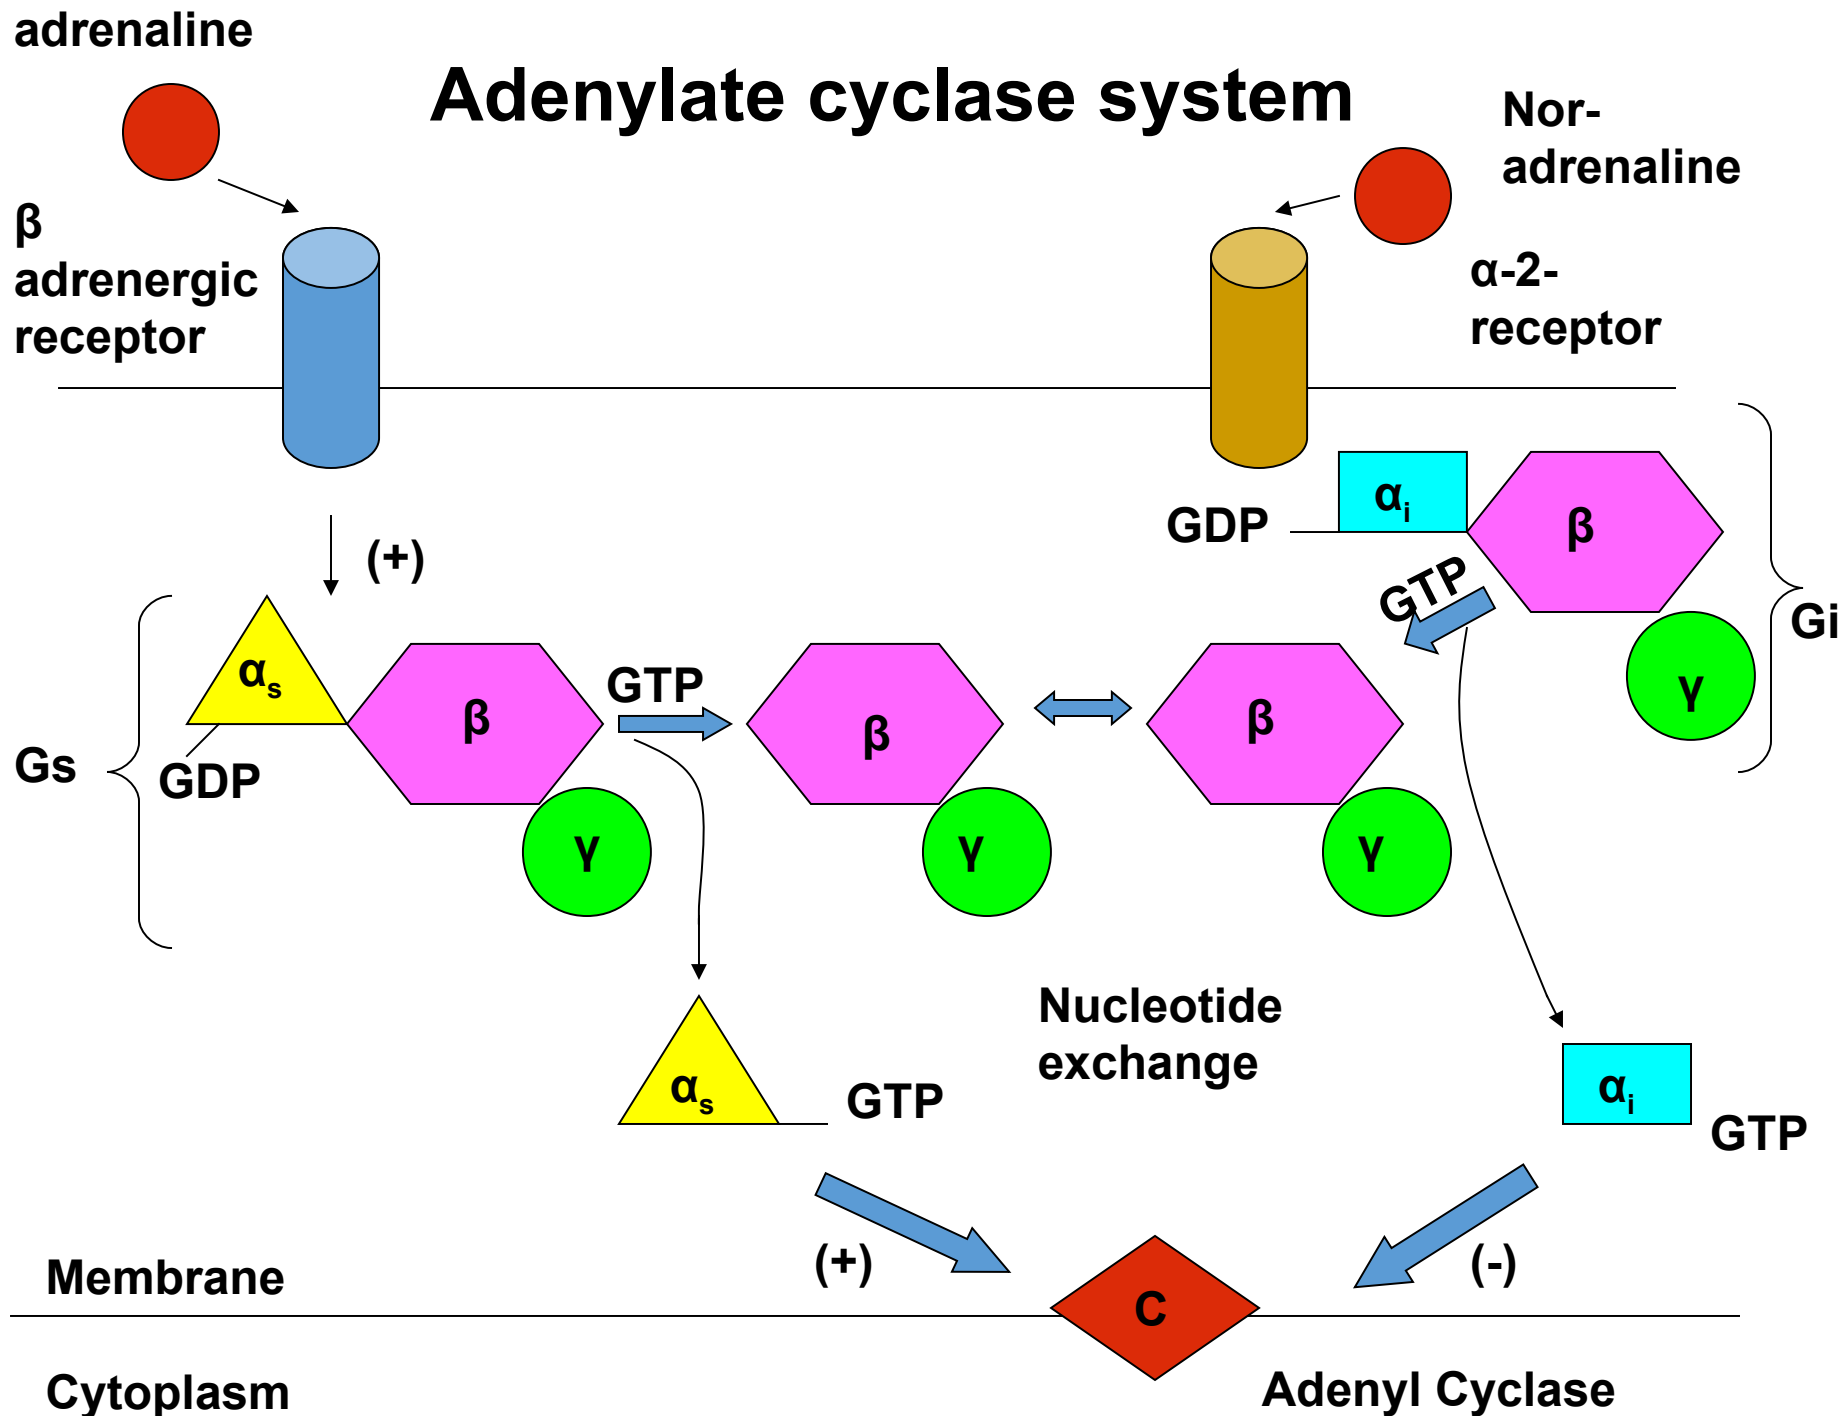 adrenaline
Adenylate cyclase system
Nor-
adrenaline
β
adrenergic
receptor
α-2-
receptor
αi
β
GDP
(+)
GTP
γ
Gi
αs
β
GTP
β
β
Gs
GDP
γ
γ
γ
Nucleotide
exchange
αs
GTP
αi
GTP
(+)
(-)
Membrane
C
Cytoplasm
Adenyl Cyclase